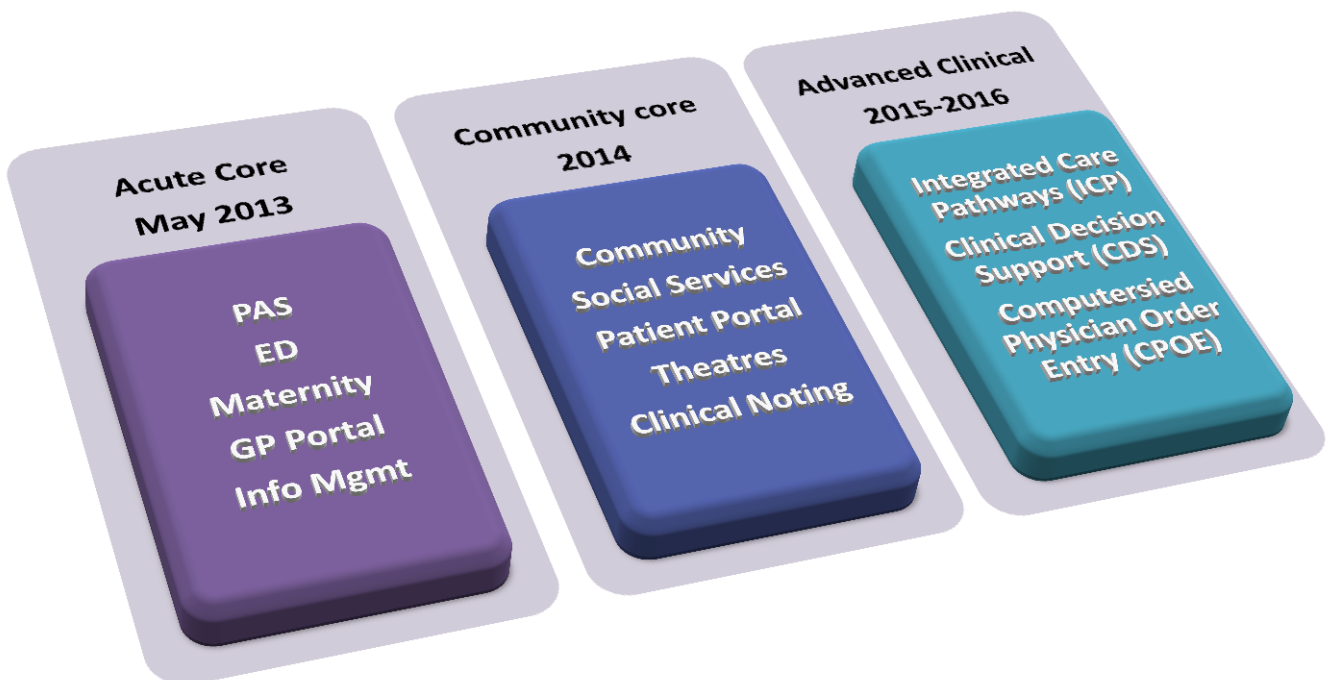 Acute Core
May 2013
PAS
ED
Maternity
GP Portal
Info Mgmt
Community core
2014
Community
Social Services
Patient Portal
Theatres
Clinical Noting
Advanced Clinical
2015-2016
Integrated Care
Pathways (ICP)
Clinical Decision
Support (CDS)
Computersied
Physician Order
Entry (CPOE)